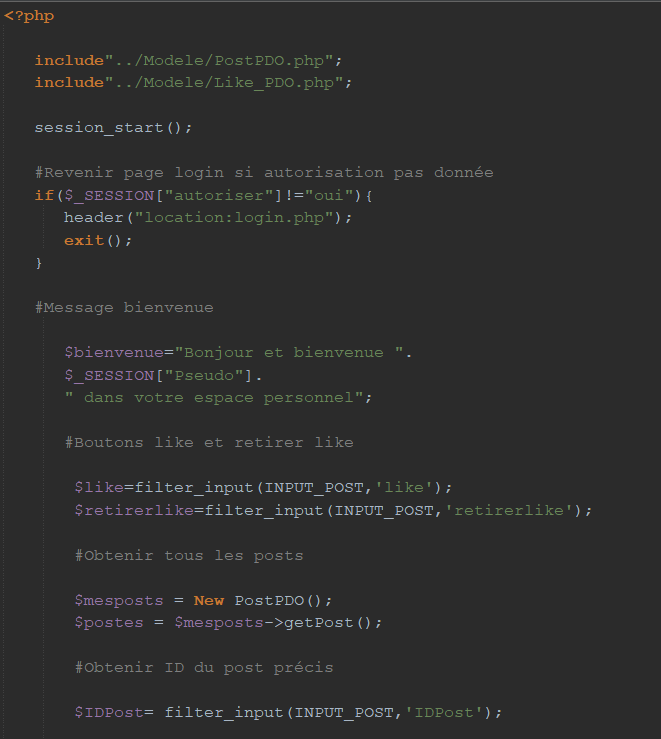 <?php
include"../Modele/PostPDO.php";
include"../Modele/Like_PDO.php";
session_start();
#Revenir page login si autorisation pas donnée
if($_SESSION["autoriser"]!="oui"){
header("location:login.php");
exit();
}
#Message bienvenue
$bienvenue="Bonjour et bienvenue ".
$_SESSION["Pseudo"].
" dans votre espace personnel";
#Boutons like et retirer like
$like=filter_input(INPUT_POST,'like');
$retirerlike=filter_input(INPUT_POST,'retirerlike');
#Obtenir tous les posts
$mesposts = New PostPDO();
$postes = $mesposts->getPost();
#Obtenir ID du post précis
$IDPost= filter_input(INPUT_POST,'IDPost');